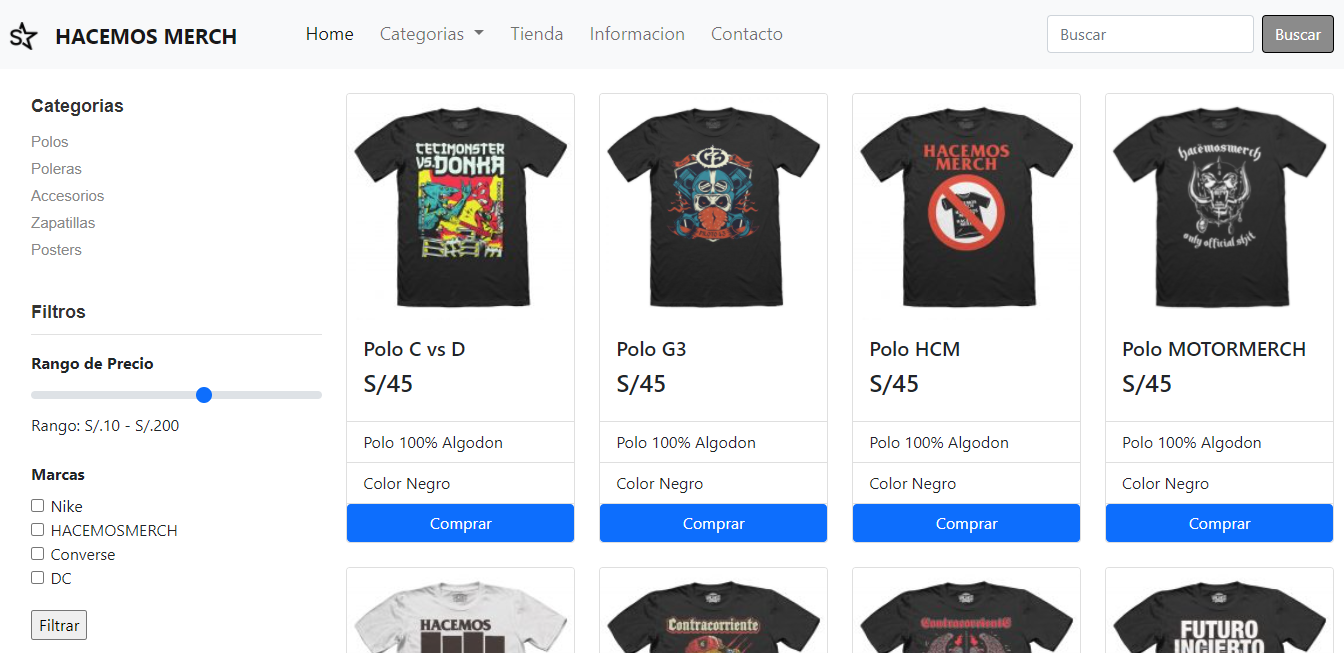 HACEMOS MERCH
Home Categorias Tienda Informacion Contacto
Buscar Buscar
Categorias
Polos
Poleras
Accesorios
Zapatillas
Posters
Filtros
Rango de Precio
Rango: S/.10 - S/.200
Marcas
Nike
HACEMOSMERCH
Converse
DC
Filtrar
CECIMONSTER
VS. DONKA
Polo C vs D
S/45
Polo 100% Algodon
Color Negro
Comprar
G3
Polo G3
S/45
Polo 100% Algodon
Color Negro
Comprar
HACEMOS
MERCH
Polo HCM
S/45
Polo 100% Algodon
Color Negro
Comprar
hacemosmerch
only official shit
Polo MOTORMERCH
S/45
Polo 100% Algodon
Color Negro
Comprar
HACEMOS
Contracorriente
Contracorriente
FUTURO
INCIERTO